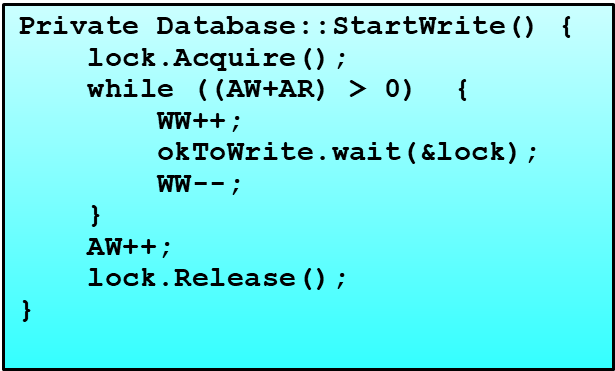 Private Database::StartWrite() {
    lock.Acquire();
    while ((AW+AR) > 0)  {
        WW++;
        okToWrite.wait(&lock);
        WW--;
    }
    AW++;
    lock.Release();
}